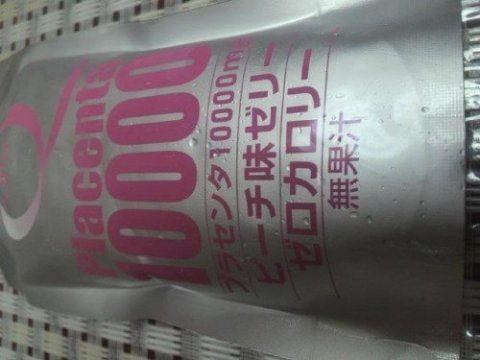 Placenta
10000
プラセンタ10000mg
ピーチ味ゼリー
ゼロカロリー
無果汁